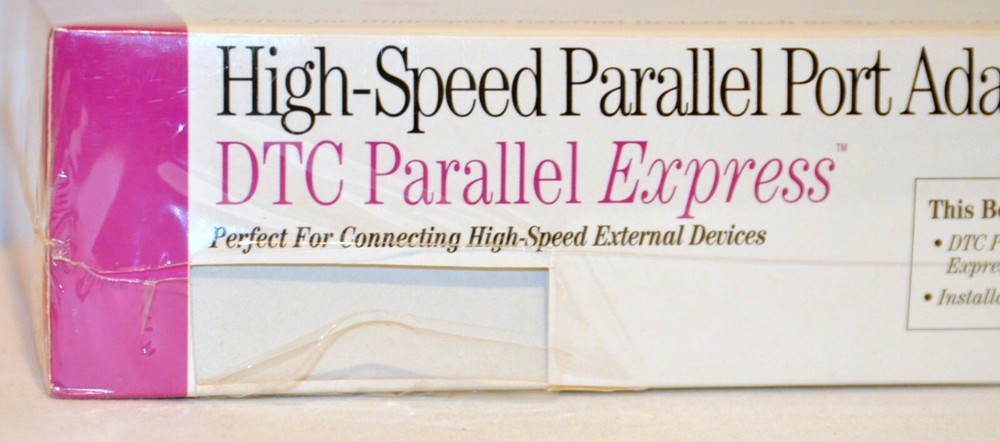 High-Speed Parallel Port Ada
DTC Parallel Express™
Perfect For Connecting High-Speed External Devices
This B
• DTC P
Expre
• Install